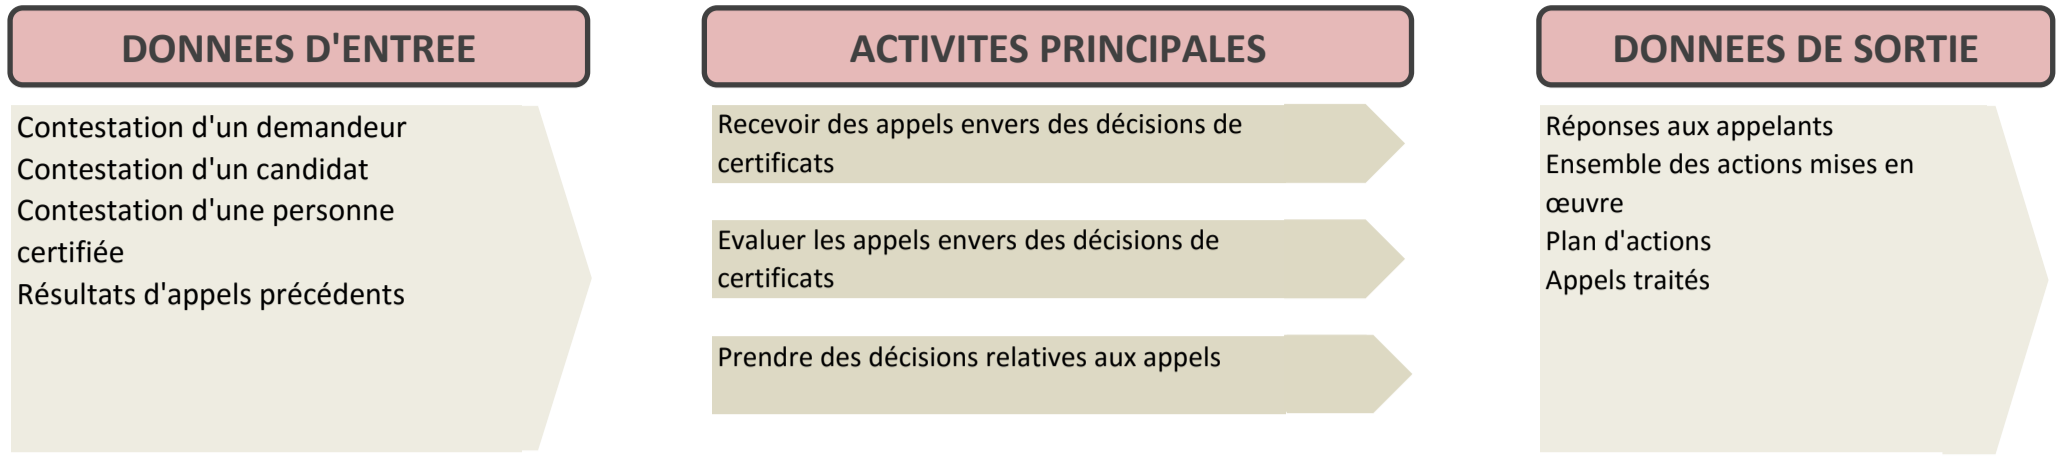 DONNEES D'ENTREE
Contestation d'un demandeur
Contestation d'un candidat
Contestation d'une personne
certifiée
Résultats d'appels précédents
ACTIVITES PRINCIPALES
Recevoir des appels envers des décisions de
certificats
Evaluer les appels envers des décisions de
certificats
Prendre des décisions relatives aux appels
DONNEES DE SORTIE
Réponses aux appelants
Ensemble des actions mises en
œuvre
Plan d'actions
Appels traités